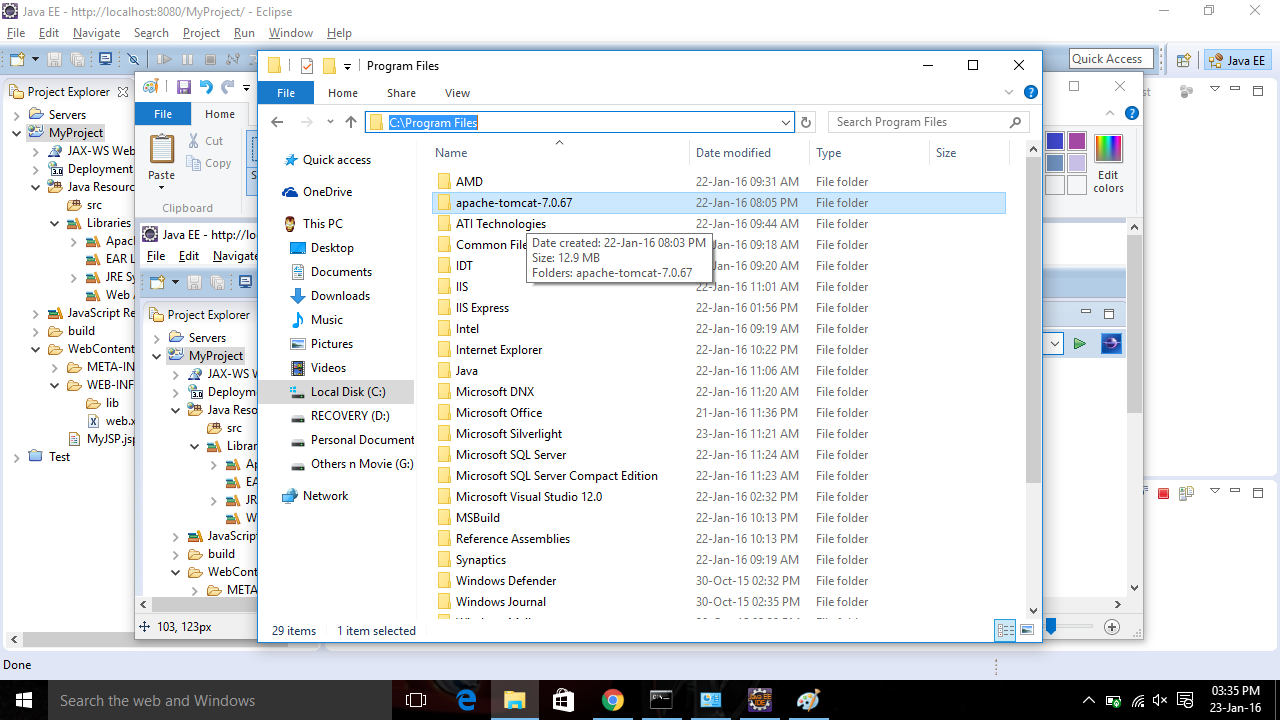 Java EE - http://localhost:8080/MyProject/ - Eclipse
File Edit Navigate Search Project Run Window Help
Quick Access Java EE
Project Explorer
Servers
MyProject
JAX-WS Web
Deployment
Java Resour
src
Libraries
Apac
EAR L
JRE Sy
Web A
JavaScript Re
build
WebContent
META-IN
WEB-INF
lib
web.x
MyJSP.jsp
Test
Done
File Home
Paste
Cut
Copy
Clipboard
Edit colors
Java EE - http://lo
File Edit Navigate
Project Explorer
Servers
MyProject
JAX-WS W
Deployme
Java Reso
src
Librar
Ap
EA
JR
W
JavaScript
build
WebCont
META
103, 123px
Program Files
File Home Share View
C:\Program Files
Search Program Files
Quick access
OneDrive
This PC
Desktop
Documents
Downloads
Music
Pictures
Videos
Local Disk (C:)
RECOVERY (D:)
Personal Document
Others n Movie (G:)
Network
Name Date modified Type Size
AMD 22-Jan-16 09:31 AM File folder
apache-tomcat-7.0.67 22-Jan-16 08:05 PM File folder
ATI Technologies 22-Jan-16 09:44 AM File folder
Common File 22-Jan-16 09:18 AM File folder
IDT 22-Jan-16 09:20 AM File folder
IIS 22-Jan-16 11:01 AM File folder
IIS Express 22-Jan-16 01:56 PM File folder
Intel 22-Jan-16 09:19 AM File folder
Internet Explorer 22-Jan-16 10:22 PM File folder
Java 22-Jan-16 11:06 AM File folder
Microsoft DNX 22-Jan-16 11:20 AM File folder
Microsoft Office 21-Jan-16 11:36 PM File folder
Microsoft Silverlight 23-Jan-16 11:21 AM File folder
Microsoft SQL Server 22-Jan-16 11:24 AM File folder
Microsoft SQL Server Compact Edition 22-Jan-16 11:23 AM File folder
Microsoft Visual Studio 12.0 22-Jan-16 02:32 PM File folder
MSBuild 22-Jan-16 10:13 PM File folder
Reference Assemblies 22-Jan-16 10:13 PM File folder
Synaptics 22-Jan-16 09:19 AM File folder
Windows Defender 30-Oct-15 02:32 PM File folder
Windows Journal 30-Oct-15 02:35 PM File folder
Date created: 22-Jan-16 08:03 PM
Size: 12.9 MB
Folders: apache-tomcat-7.0.67
29 items 1 item selected
Search the web and Windows
03:35 PM
23-Jan-16